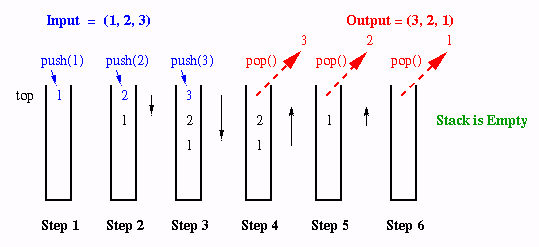 Input = (1, 2, 3) Output = (3, 2, 1)
3 2 1
push(1) push(2) push(3) pop() pop() pop()
top 1 2 3
1 2 2 1 Stack is Empty
1 1
Step 1 Step 2 Step 3 Step 4 Step 5 Step 6